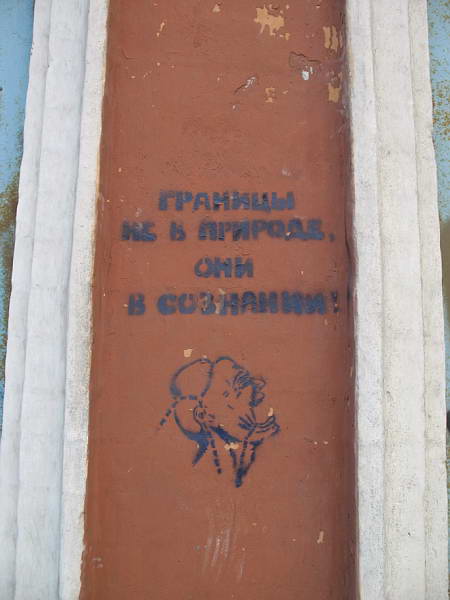 ГРАНИЦЫ
НЕ В ПРИРОДЕ,
ОНИ
В СОЗНАНИИ!